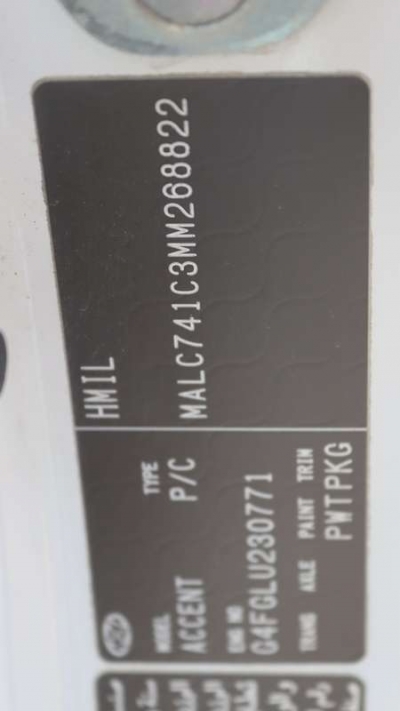 HMIL
MALC741C3MM268822
MODEL TYPE
ACCENT P/C
ENG NO
G4FGLU230771
TRANS AXLE PAINT TRIM
PWTPKG